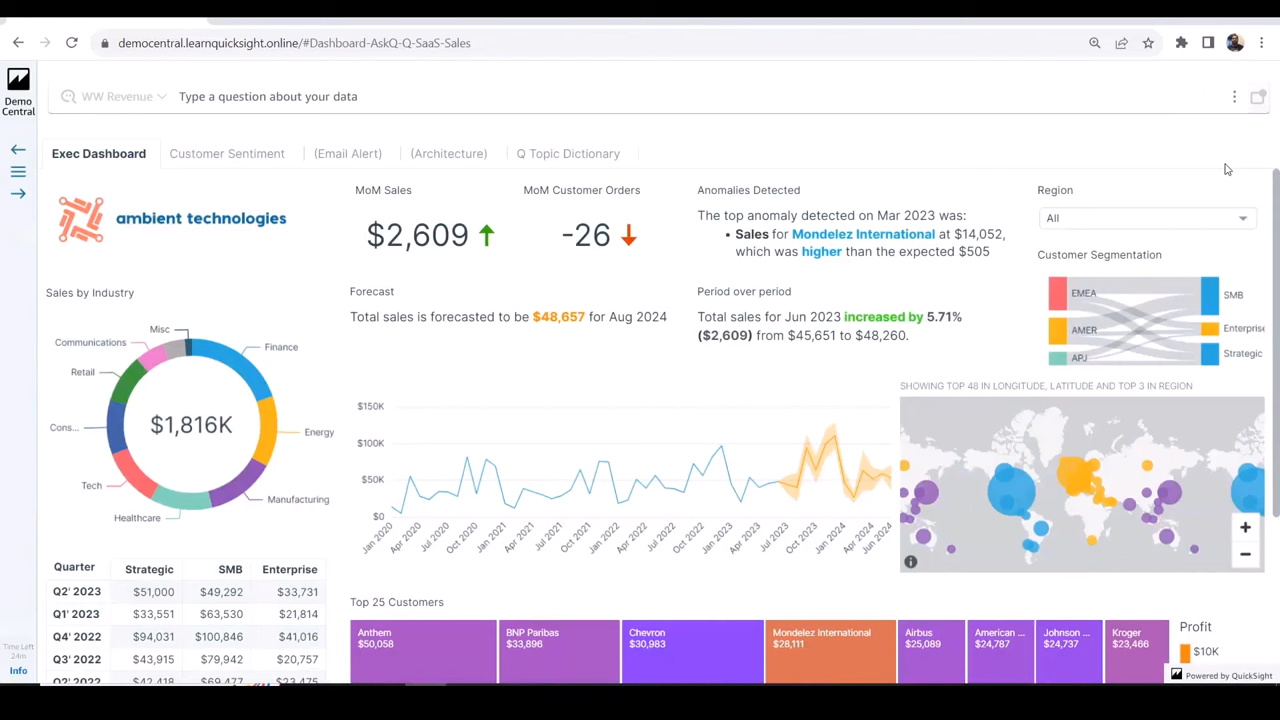 democentral.learnquicksight.online/#Dashboard-AskQ-Q-SaaS-Sales
Demo
Central
WW Revenue
Type a question about your data
Exec Dashboard
Customer Sentiment
(Email Alert)
(Architecture)
Q Topic Dictionary
ambient technologies
MoM Sales
$2,609
MoM Customer Orders
-26
Anomalies Detected
The top anomaly detected on Mar 2023 was:
• Sales for Mondelez International at $14,052,
which was higher than the expected $505
Region
All
Customer Segmentation
EMEA
AMER
APJ
SMB
Enterprise
Strategic
Sales by Industry
Misc
Communications
Finance
Retail
Cons...
$1,816K
Energy
Tech
Manufacturing
Healthcare
Forecast
Total sales is forecasted to be $48,657 for Aug 2024
Period over period
Total sales for Jun 2023 increased by 5.71%
($2,609) from $45,651 to $48,260.
$150K
$100K
$50K
$0
Jan 2020
Apr 2020
Jul 2020
Oct 2020
Jan 2021
Apr 2021
Jul 2021
Oct 2021
Jan 2022
Apr 2022
Jul 2022
Oct 2022
Jan 2023
Apr 2023
Jul 2023
Oct 2023
Jan 2024
Apr 2024
Jun 2024
SHOWING TOP 48 IN LONGITUDE, LATITUDE AND TOP 3 IN REGION
Quarter Strategic SMB Enterprise
Q2' 2023 $51,000 $49,292 $33,731
Q1' 2023 $33,551 $63,530 $21,814
Q4' 2022 $94,031 $100,846 $41,016
Q3' 2022 $43,915 $79,942 $20,757
Q2' 2022 $42,418 $69,477 $23,475
Top 25 Customers
Anthem
$50,058
BNP Paribas
$33,896
Chevron
$30,983
Mondelez International
$28,111
Airbus
$25,089
American ...
$24,787
Johnson ...
$24,737
Kroger
$23,466
Profit
$10K
Time Left
24m
Info
Powered by QuickSight